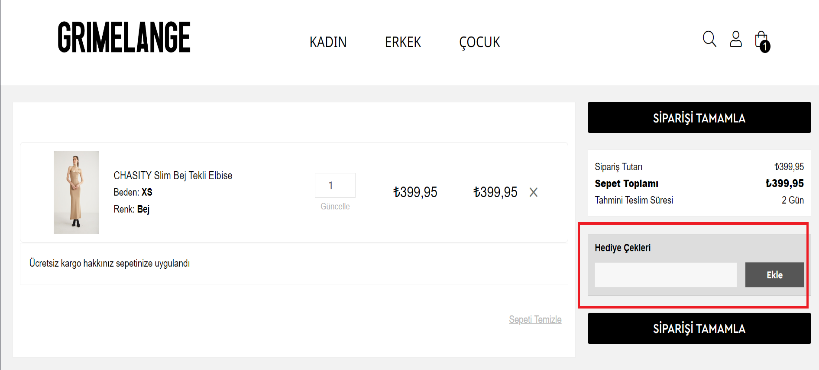 GRIMELANGE
KADIN ERKEK ÇOCUK
1
SİPARİŞİ TAMAMLA
CHASITY Slim Bej Tekli Elbise
Beden: XS
Renk: Bej
1
Güncelle
₺399,95 ₺399,95
Ücretsiz kargo hakkınız sepetinize uygulandı
Sepeti Temizle
Sipariş Tutarı ₺399,95
Sepet Toplamı ₺399,95
Tahmini Teslim Süresi 2 Gün
Hediye Çekleri
Ekle
SİPARİŞİ TAMAMLA